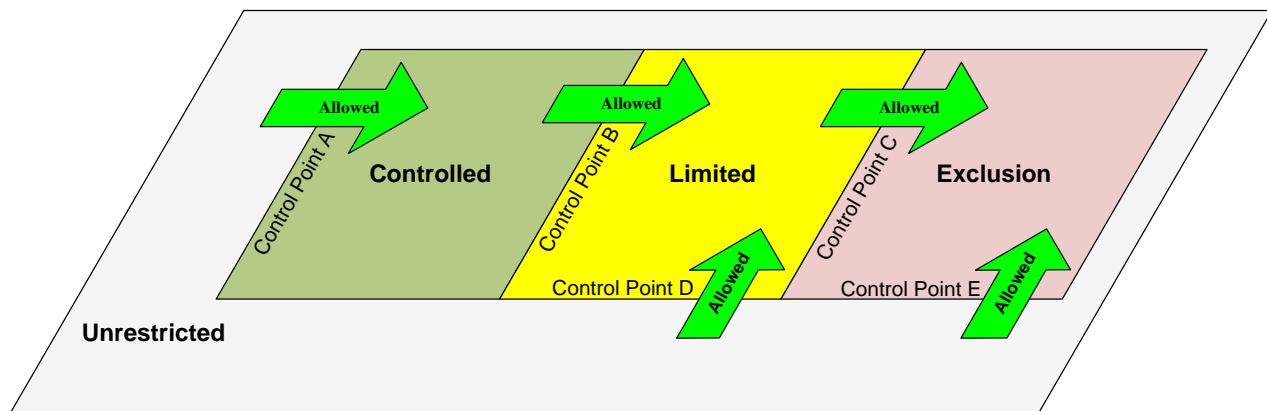 Allowed
Allowed
Allowed
Control Point A
Control Point B
Control Point C
Controlled
Limited
Exclusion
Allowed
Allowed
Control Point D
Control Point E
Unrestricted